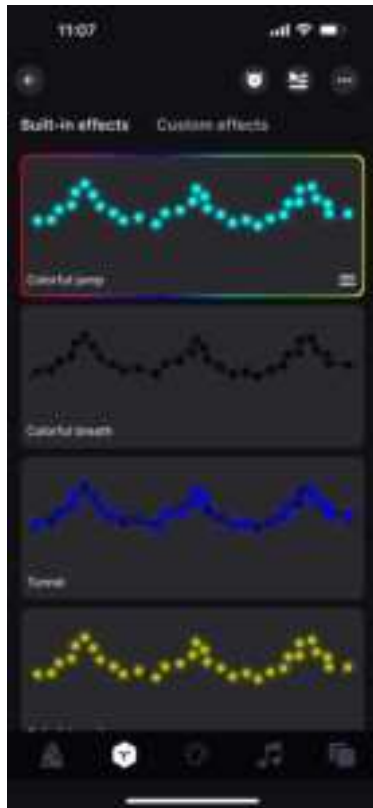 11:07
Built-in effects Custom effects
Colorful jump
Colorful breath
Tunnel